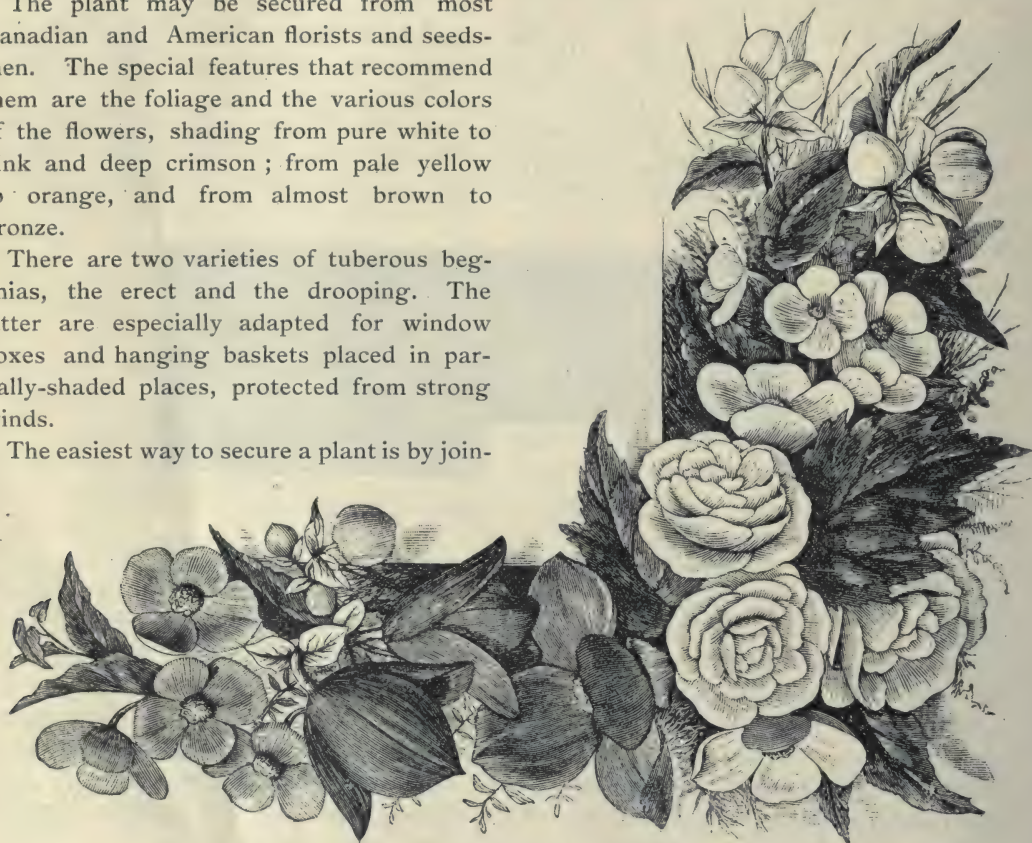 The plant may be secured from most
anadian and American florists and seeds-
en. The special features that recommend
em are the foliage and the various colors
f the flowers, shading from pure white to
ink and deep crimson ; from pale yellow
o orange, and from almost brown to
ronze.
There are two varieties of tuberous beg-
nias, the erect and the drooping. The
tter are especially adapted for window
oxes and hanging baskets placed in par-
ally-shaded places, protected from strong
inds.
The easiest way to secure a plant is by join-